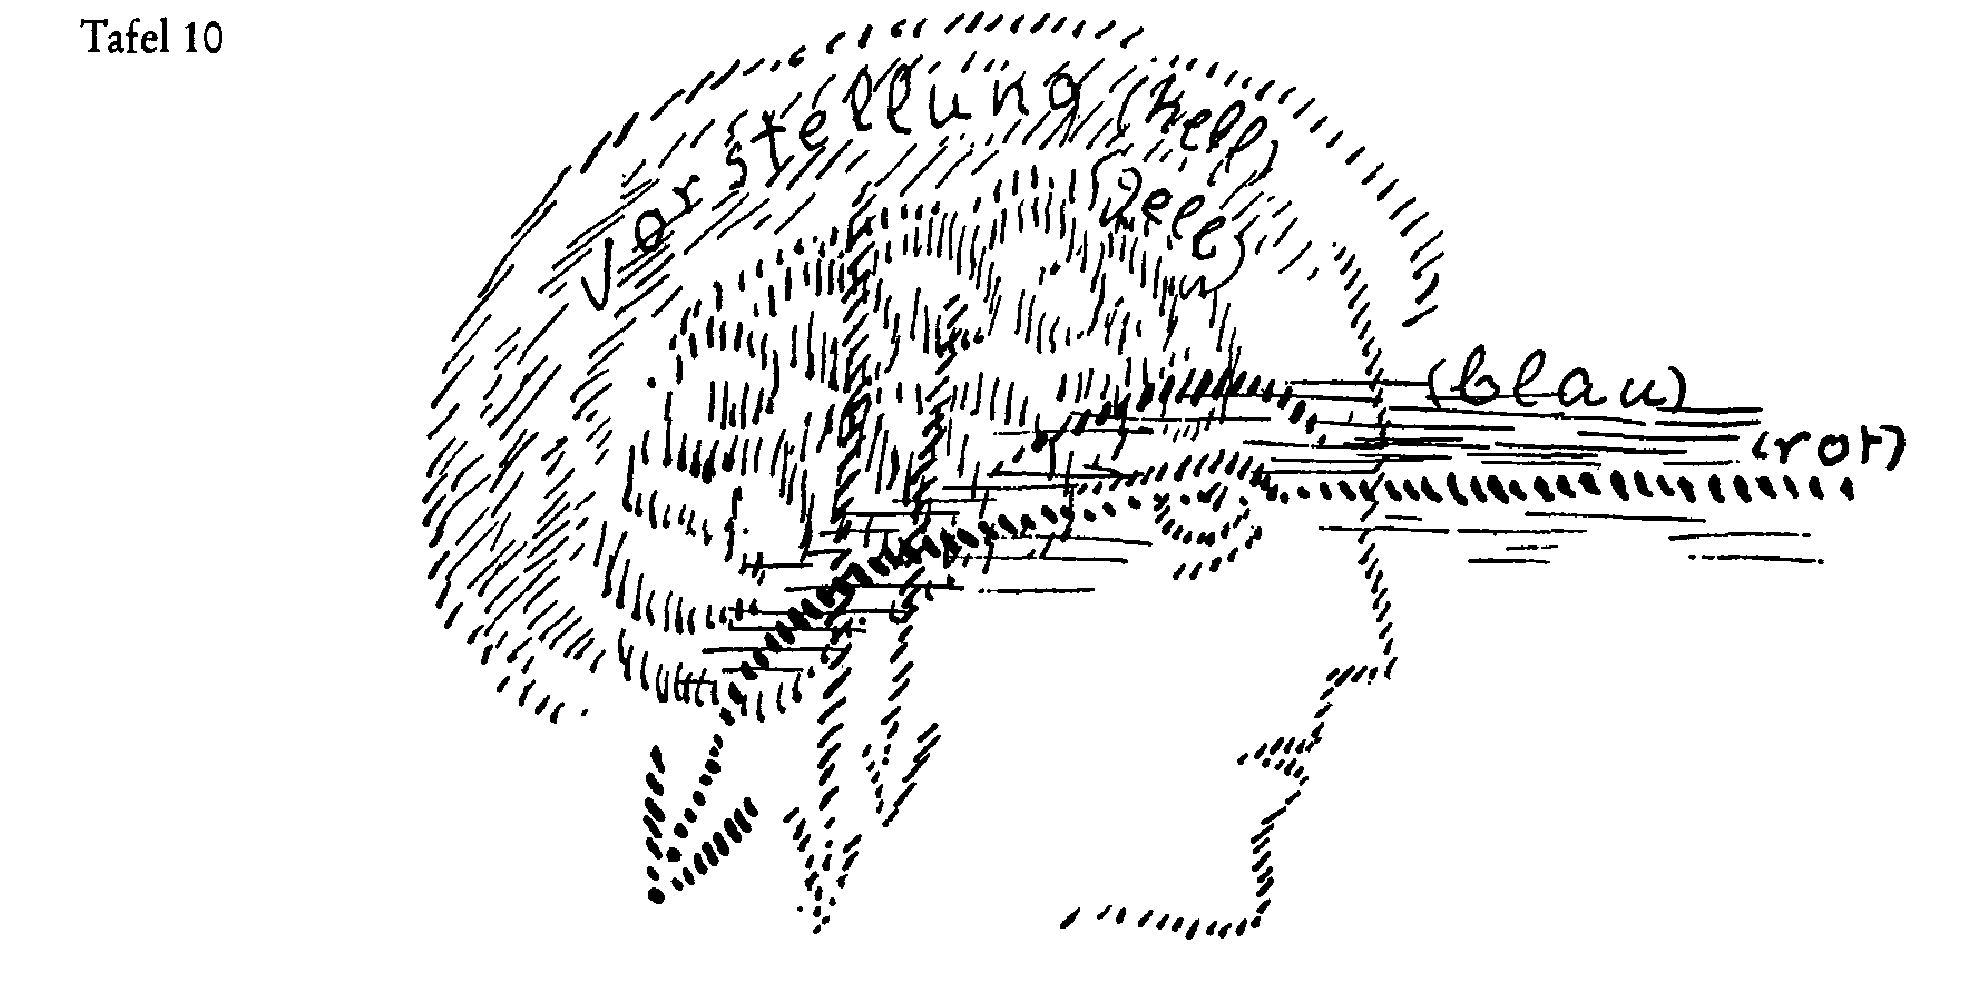 Tafel 10
Vorstellung (hell)
(gelb)
(blau)
(rot)